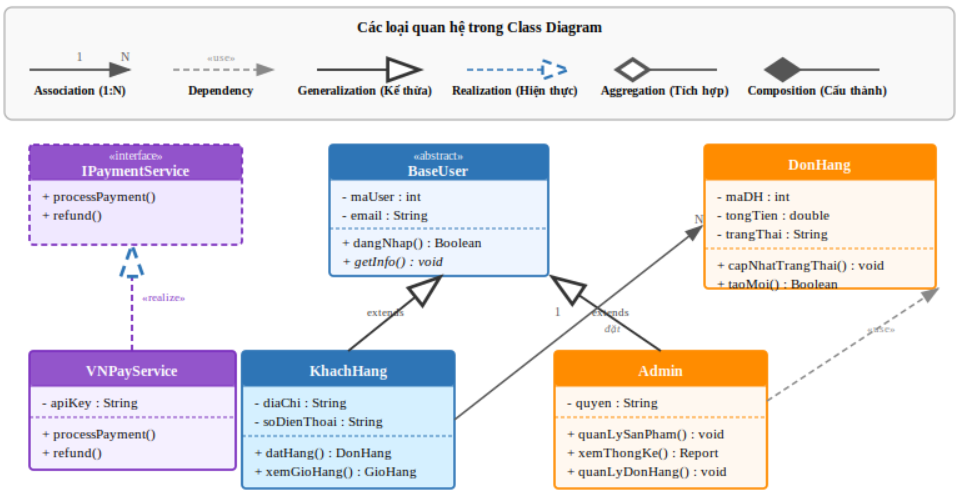 Các loại quan hệ trong Class Diagram
1 N
Association (1:N)
«use»
Dependency
Generalization (Kế thừa)
Realization (Hiện thực)
Aggregation (Tích hợp)
Composition (Cấu thành)
«interface»
IPaymentService
+ processPayment()
+ refund()
«abstract»
BaseUser
- maUser : int
- email : String
+ dangNhap() : Boolean
+ getInfo() : void
DonHang
- maDH : int
- tongTien : double
- trangThai : String
+ capNhatTrangThai() : void
+ taoMoi() : Boolean
N
«realize»
extends
1
extends
đặt
«use»
VNPayService
- apiKey : String
+ processPayment()
+ refund()
KhachHang
- diaChi : String
- soDienThoai : String
+ datHang() : DonHang
+ xemGioHang() : GioHang
Admin
- quyen : String
+ quanLySanPham() : void
+ xemThongKe() : Report
+ quanLyDonHang() : void